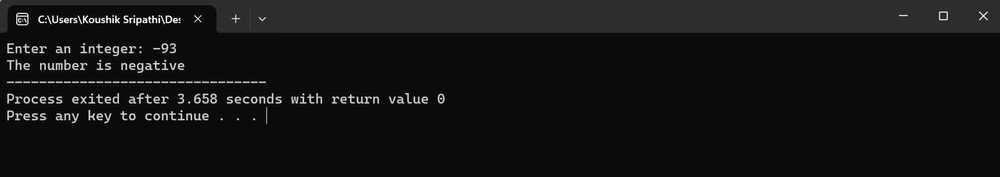 C:\Users\Koushik Sripathi\Des
Enter an integer: -93
The number is negative
--------------------------------
Process exited after 3.658 seconds with return value 0
Press any key to continue . . .